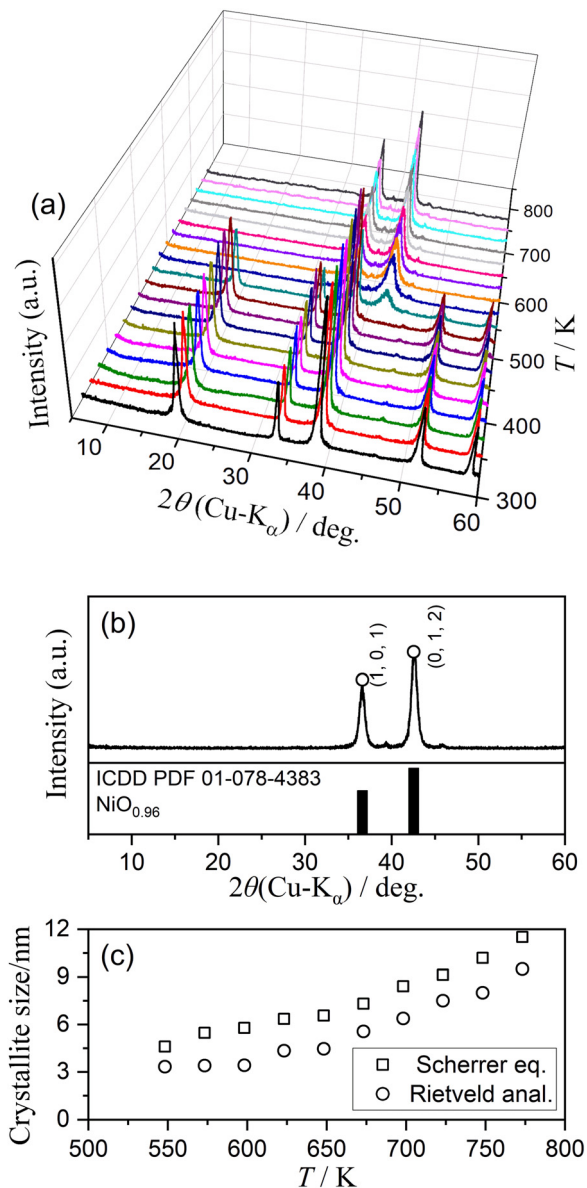 (a)
Intensity (a.u.)
10
20
30
40
50
60
2θ (Cu-Kα) / deg.
300
400
500
600
700
800
T / K
(b)
Intensity (a.u.)
(1, 0, 1)
(0, 1, 2)
ICDD PDF 01-078-4383
NiO0.96
10 20 30 40 50 60
2θ(Cu-Kα) / deg.
(c)
Crystallite size/nm
12
9
6
3
0
Scherrer eq.
Rietveld anal.
500 550 600 650 700 750 800
T / K